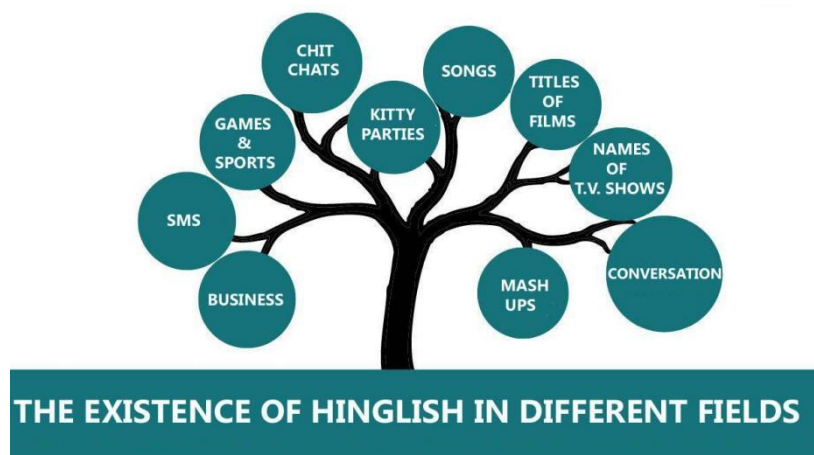 CHIT
CHATS
SONGS
TITLES
OF
FILMS
KITTY
PARTIES
GAMES
&
SPORTS
NAMES
OF
T.V. SHOWS
SMS
CONVERSATION
BUSINESS
MASH
UPS
THE EXISTENCE OF HINGLISH IN DIFFERENT FIELDS